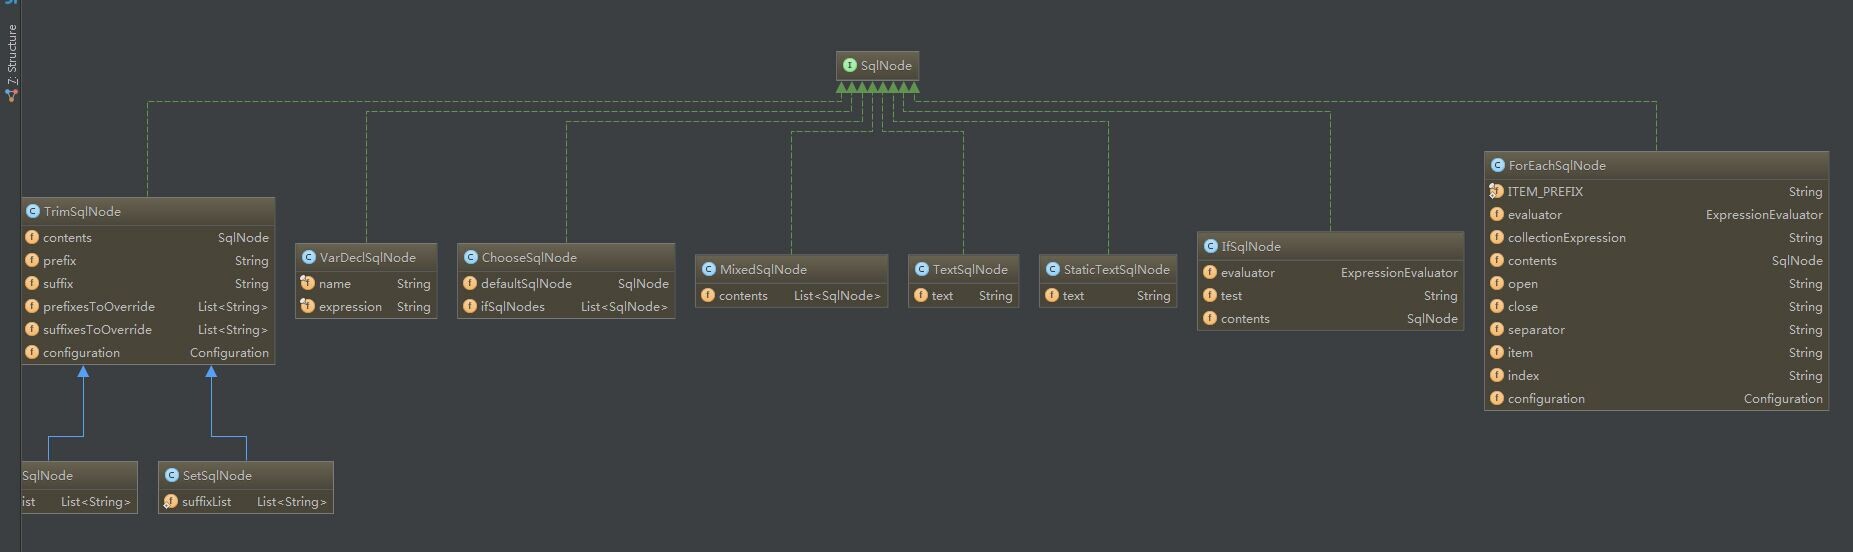 Z: Structure
SqlNode
TrimSqlNode
contents SqlNode
prefix String
suffix String
prefixesToOverride List<String>
suffixesToOverride List<String>
configuration Configuration
VarDeclSqlNode
name String
expression String
ChooseSqlNode
defaultSqlNode SqlNode
ifSqlNodes List<SqlNode>
MixedSqlNode
contents List<SqlNode>
TextSqlNode
text String
StaticTextSqlNode
text String
IfSqlNode
evaluator ExpressionEvaluator
test String
contents SqlNode
ForEachSqlNode
ITEM_PREFIX String
evaluator ExpressionEvaluator
collectionExpression String
contents SqlNode
open String
close String
separator String
item String
index String
configuration Configuration
SqlNode
ist List<String>
SetSqlNode
suffixList List<String>